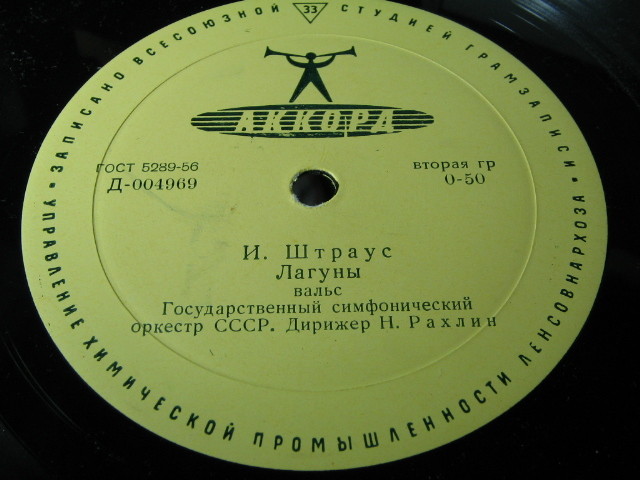 ЗАПИСАНО ВСЕСОЮЗНОЙ 33 СТУДИЕЙ ГРАМЗАПИСИ
АККОРД
ГОСТ 5289-56
вторая гр
Д-004969
0-50
И. Штраус
Лагуны
вальс
Государственный симфонический
оркестр СССР. Дирижер Н. Рахлин
УПРАВЛЕНИЕ ХИМИЧЕСКОЙ ПРОМЫШЛЕННОСТИ ЛЕНСОВНАРХОЗА